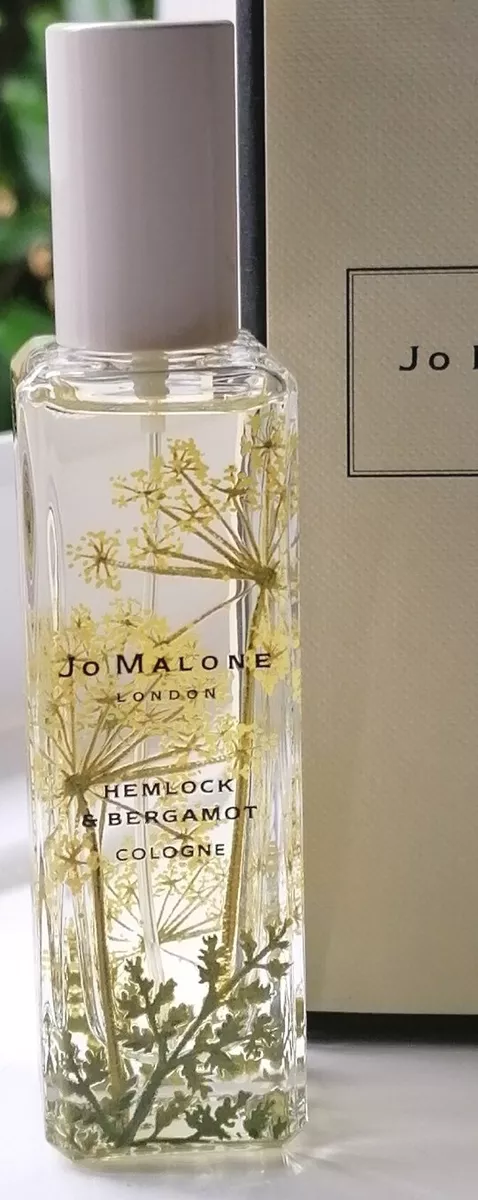 Jo MALONE
LONDON
HEMLOCK
& BERGAMOT
COLOGNE
Jo